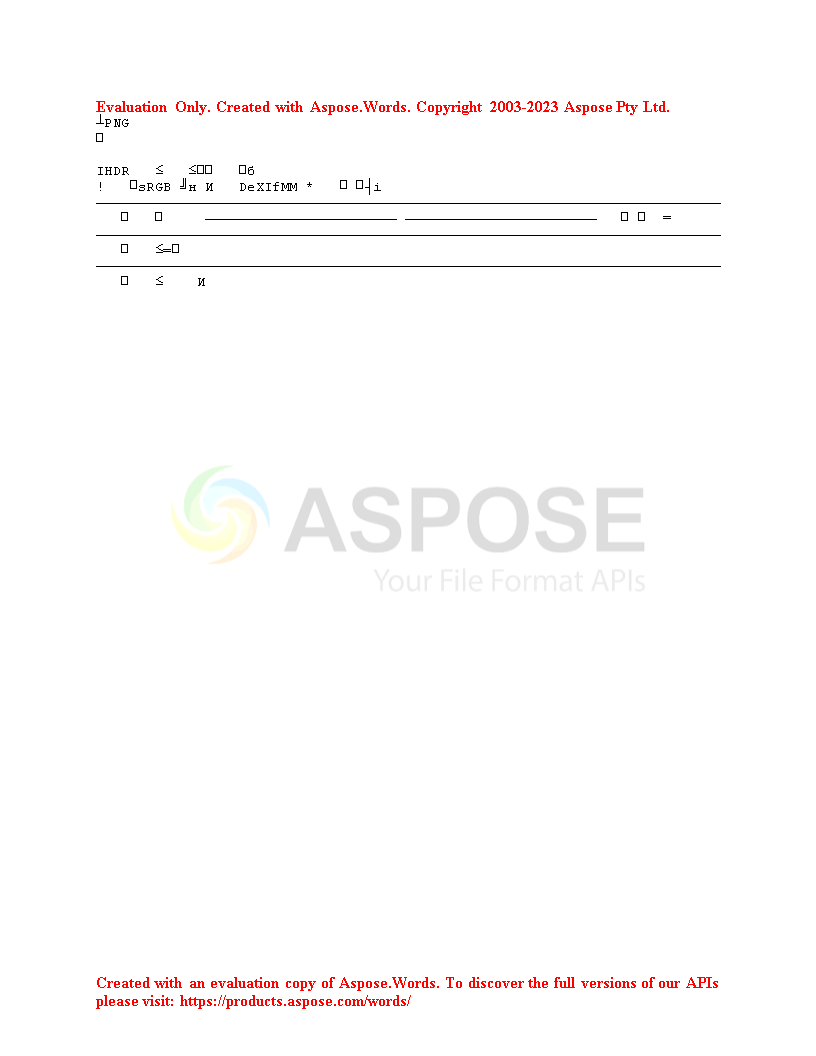 Evaluation Only. Created with Aspose.Words. Copyright 2003-2023 Aspose Pty Ltd.
┴PNG
□
IHDR ≤ ≤□□ □б
! □sRGB ╝н И DeXIfMM * □ □┤i
□ □ □ □ =
□ ≤=□
□ ≤ И
ASPOSE
Your File Format APIs
Created with an evaluation copy of Aspose.Words. To discover the full versions of our APIs
please visit: https://products.aspose.com/words/